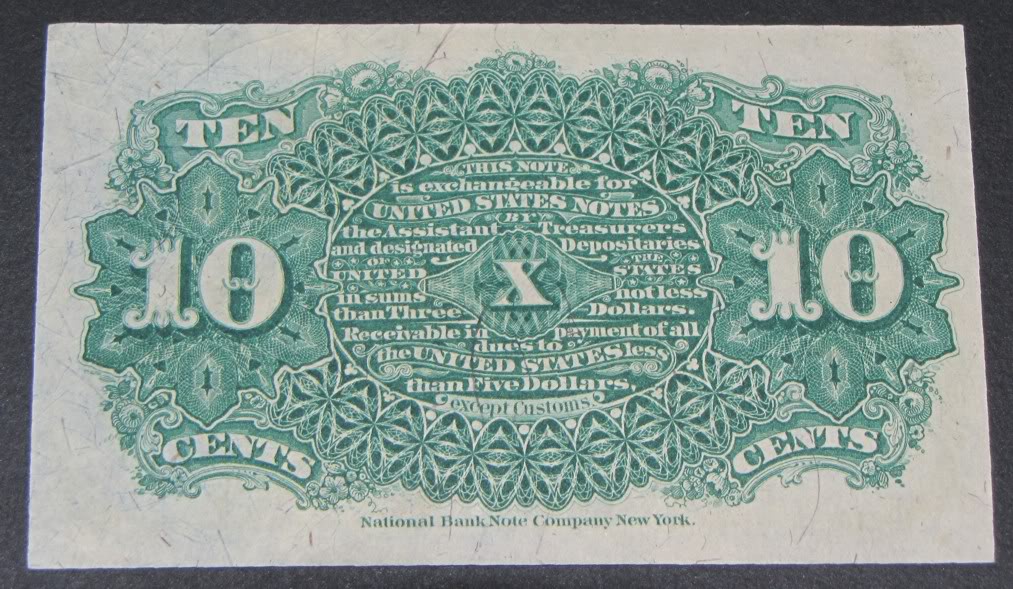 TEN TEN
THIS NOTE
is exchangeable for
UNITED STATES NOTES
BY
the Assistant Treasurers
and designated Depositaries
OF THE
UNITED STATES
in sums not less
than Three Dollars.
Receivable in payment of all
dues to
the UNITED STATES less
than Five Dollars,
except Customs.
10 X 10
CENTS CENTS
National Bank Note Company New York.